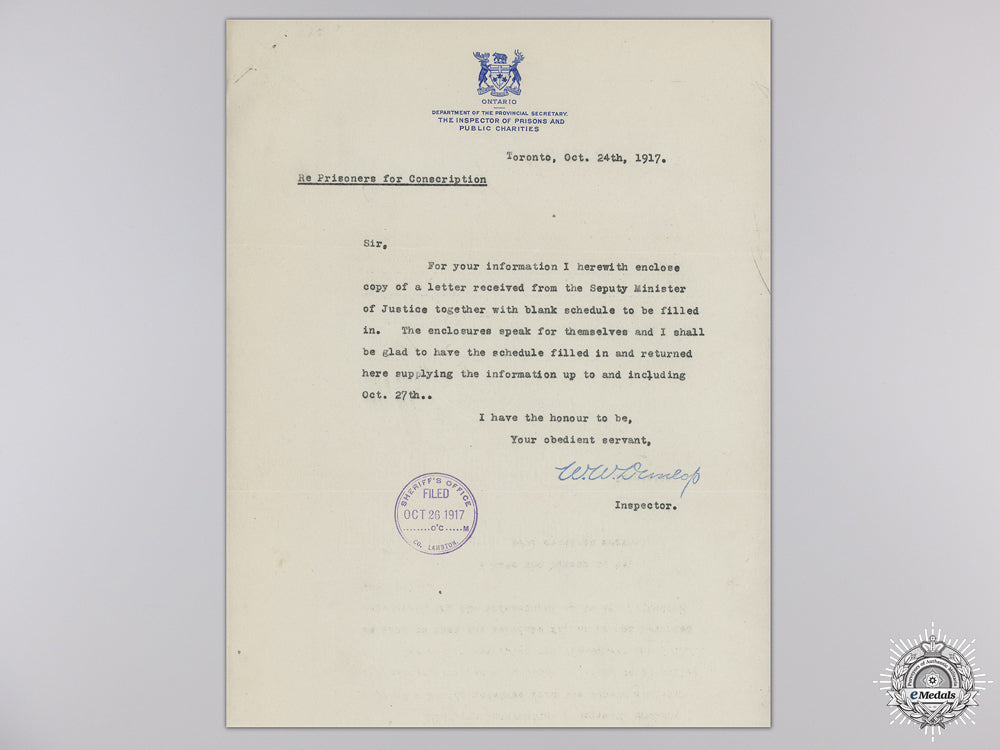 ONTARIO
DEPARTMENT OF THE PROVINCIAL SECRETARY.
THE INSPECTOR OF PRISONS AND
PUBLIC CHARITIES
Toronto, Oct. 24th, 1917.
Re Prisoners for Conscription
Sir,
For your information I herewith enclose
copy of a letter received from the Seputy Minister
of Justice together with blank schedule to be filled
in. The enclosures speak for themselves and I shall
be glad to have the schedule filled in and returned
here supplying the information up to and including
Oct. 27th..
I have the honour to be,
Your obedient servant,
W.W.Dunlop
Inspector.
SHERIFF'S OFFICE
FILED
OCT 26 1917
........O'C.....M
CO. LAMBTON
eMedals